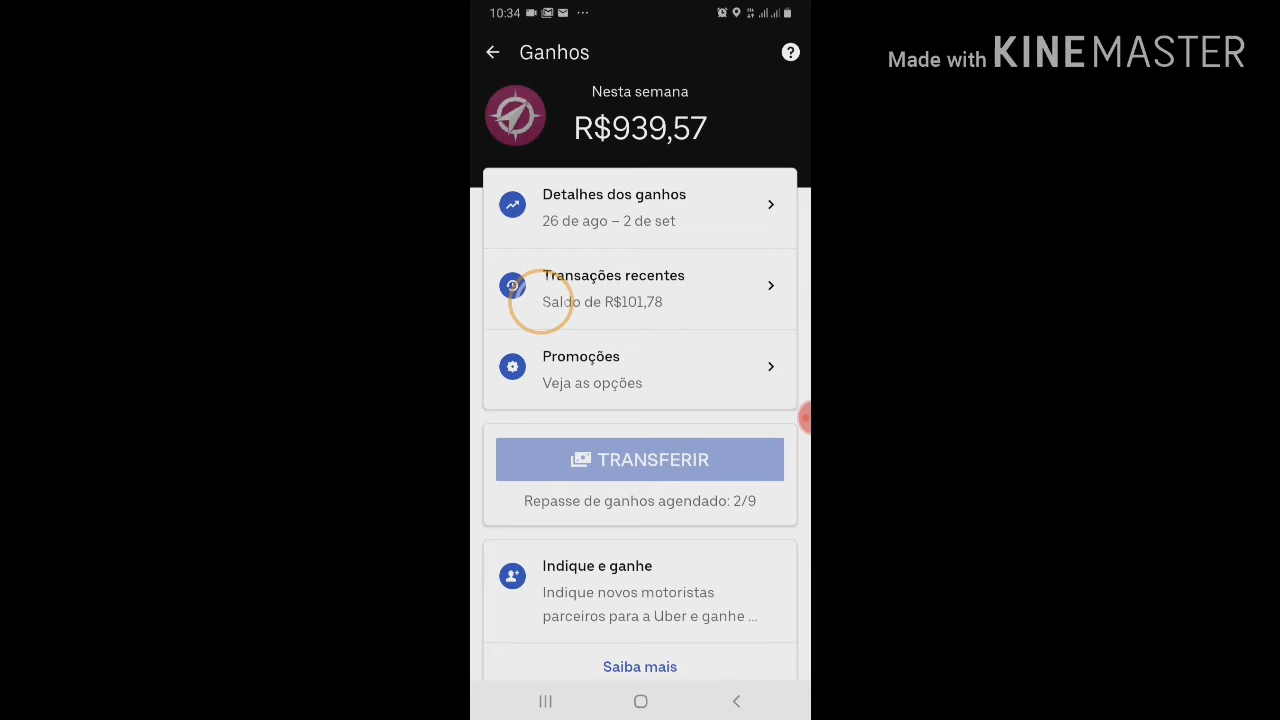 10:34
Ganhos
Made with KINEMASTER
Nesta semana
R$939,57
Detalhes dos ganhos
26 de ago – 2 de set
Transações recentes
Saldo de R$101,78
Promoções
Veja as opções
TRANSFERIR
Repasse de ganhos agendado: 2/9
Indique e ganhe
Indique novos motoristas
parceiros para a Uber e ganhe ...
Saiba mais